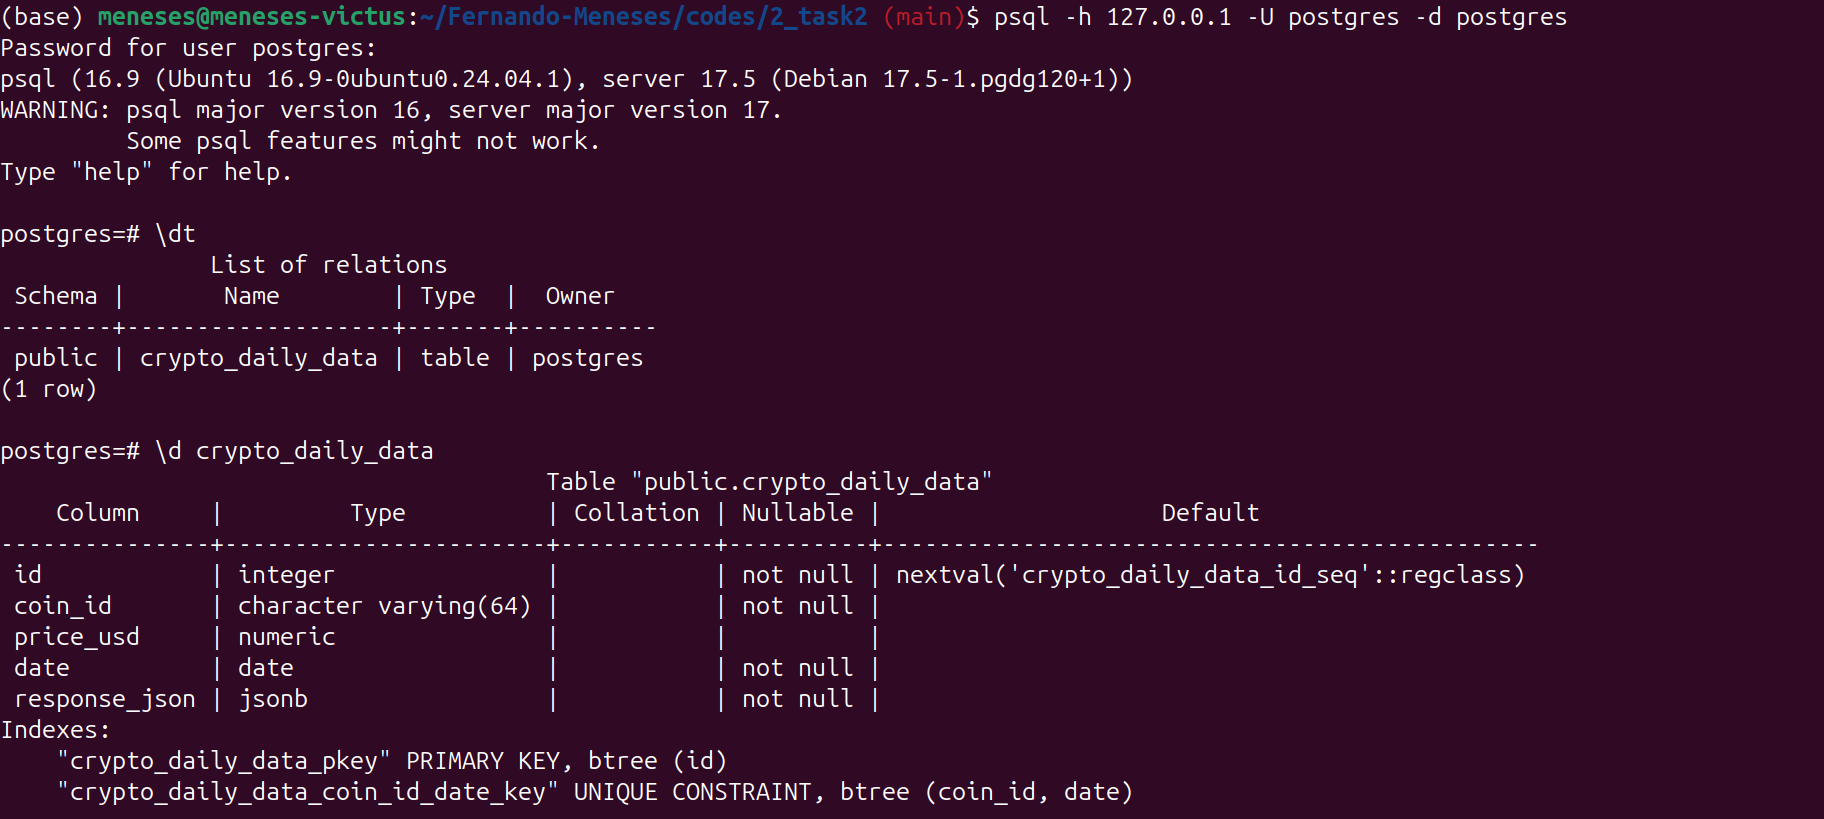 (base) meneses@meneses-victus:~/Fernando-Meneses/codes/2_task2 (main)$ psql -h 127.0.0.1 -U postgres -d postgres
Password for user postgres:
psql (16.9 (Ubuntu 16.9-0ubuntu0.24.04.1), server 17.5 (Debian 17.5-1.pgdg120+1))
WARNING: psql major version 16, server major version 17.
         Some psql features might not work.
Type "help" for help.

postgres=# \dt
               List of relations
 Schema |       Name        | Type  |  Owner
--------+-------------------+-------+----------
 public | crypto_daily_data | table | postgres
(1 row)

postgres=# \d crypto_daily_data
                                       Table "public.crypto_daily_data"
    Column     |         Type          | Collation | Nullable |                    Default
---------------+-----------------------+-----------+----------+-----------------------------------------------
 id            | integer               |           | not null | nextval('crypto_daily_data_id_seq'::regclass)
 coin_id       | character varying(64) |           | not null |
 price_usd     | numeric               |           |          |
 date          | date                  |           | not null |
 response_json | jsonb                 |           | not null |
Indexes:
    "crypto_daily_data_pkey" PRIMARY KEY, btree (id)
    "crypto_daily_data_coin_id_date_key" UNIQUE CONSTRAINT, btree (coin_id, date)